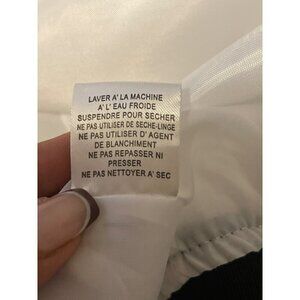 LAVER A' LA MACHINE
A L' EAU FROIDE
SUSPENDRE POUR SECHER
NE PAS UTILISER DE SECHE-LINGE
NE PAS UTILISER D' AGENT
DE BLANCHIMENT
NE PAS REPASSER NI
PRESSER
NE PAS NETTOYER A' SEC